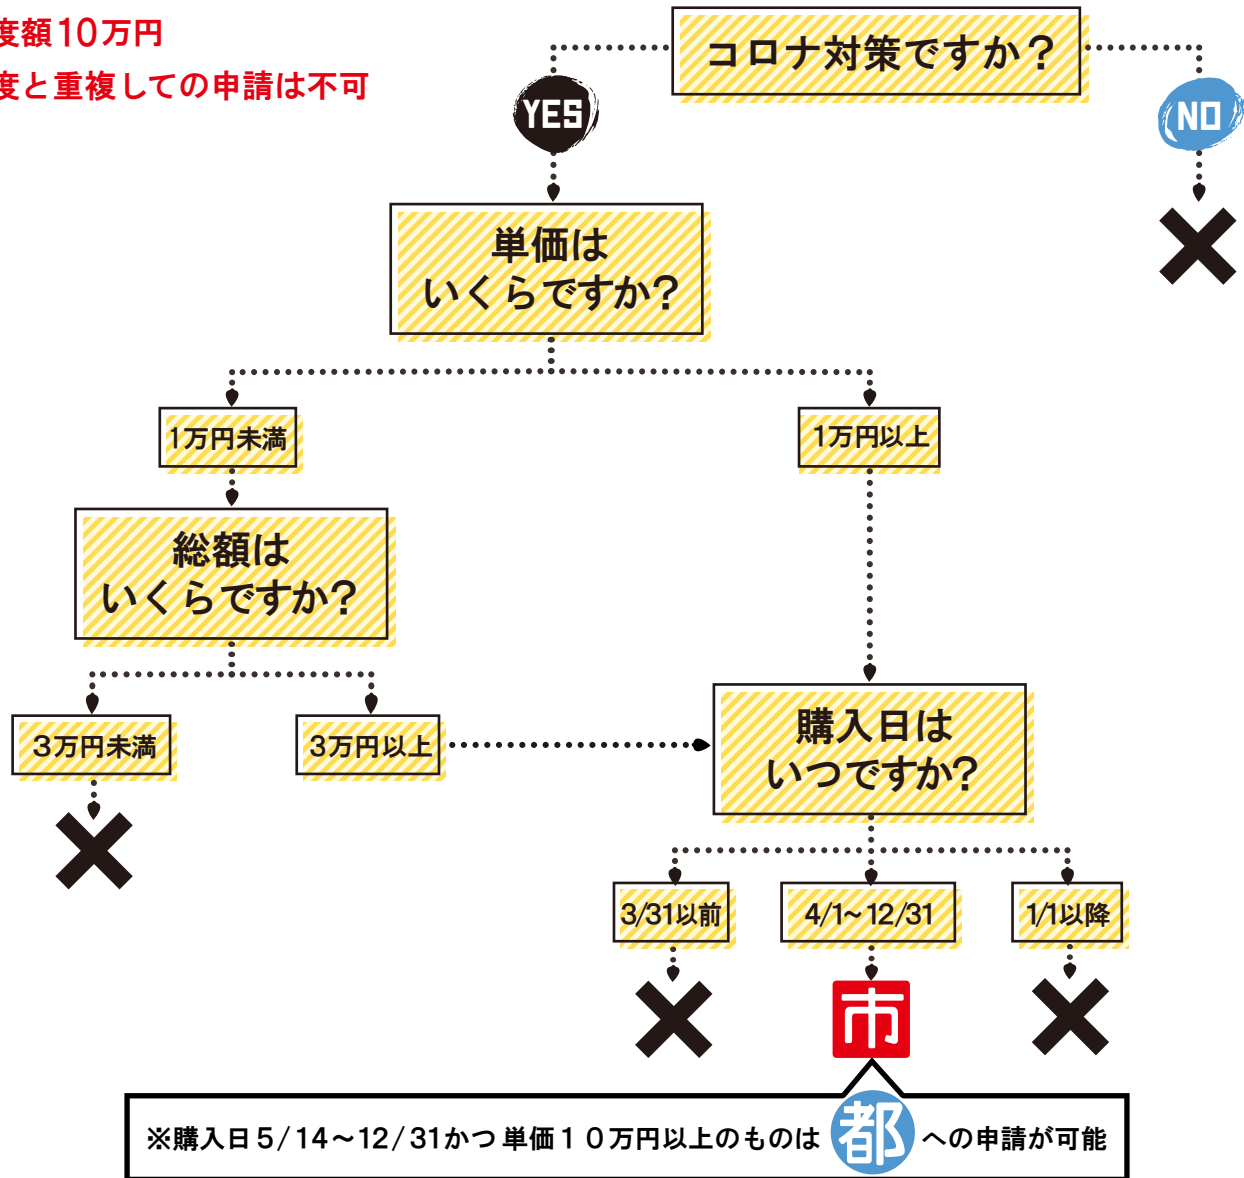 度額10万円
度と重複しての申請は不可
コロナ対策ですか？
YES
NO
単価は
いくらですか?
1万円未満
1万円以上
総額は
いくらですか?
３万円未満
3万円以上
購入日は
いつですか?
3/31以前
4/1~12/31
1/1以降
市
※購入日5/14～12/31かつ 単価１０万円以上のものは 都 への申請が可能